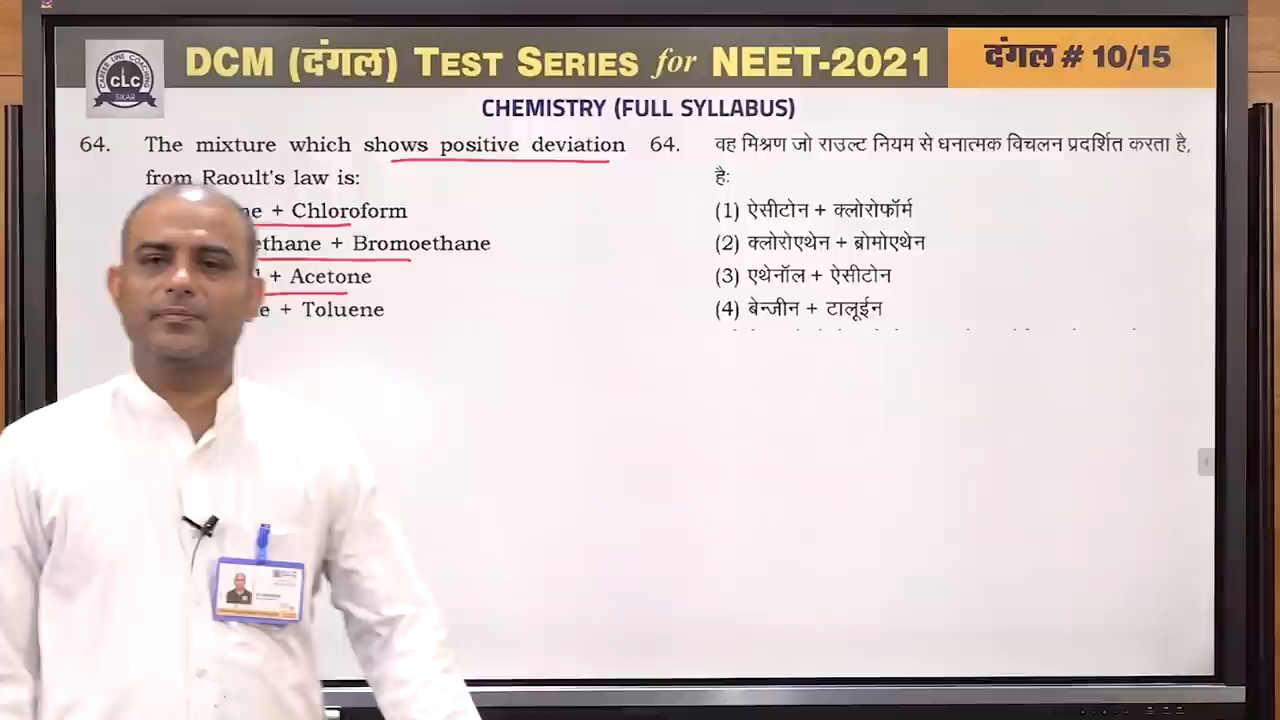 DCM (दंगल) TEST SERIES for NEET-2021
दंगल # 10/15
CLC
SIKAR
CHEMISTRY (FULL SYLLABUS)
64. The mixture which shows positive deviation
from Raoult's law is:
+ Chloroform
+ Bromoethane
+ Acetone
+ Toluene
64. वह मिश्रण जो राउल्ट नियम से धनात्मक विचलन प्रदर्शित करता है,
है:
(1) ऐसीटोन + क्लोरोफॉर्म
(2) क्लोरोएथेन + ब्रोमोएथेन
(3) एथेनॉल + ऐसीटोन
(4) बेन्जीन + टालूईन